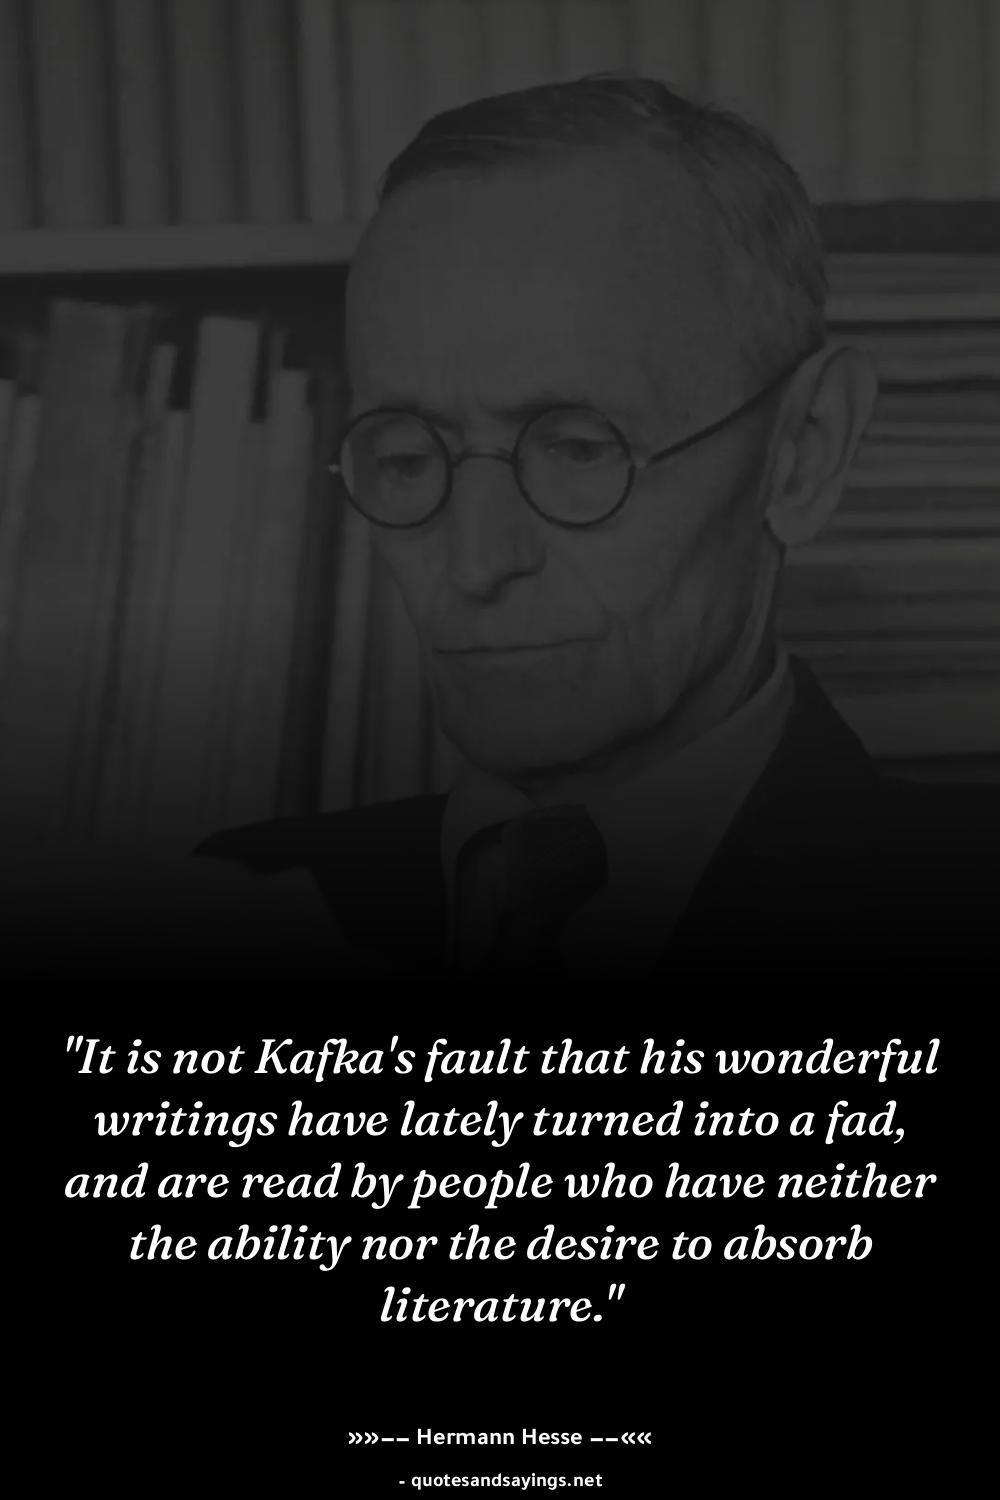 "It is not Kafka's fault that his wonderful
writings have lately turned into a fad,
and are read by people who have neither
the ability nor the desire to absorb
literature."
»»−− Hermann Hesse −−««
- quotesandsayings.net